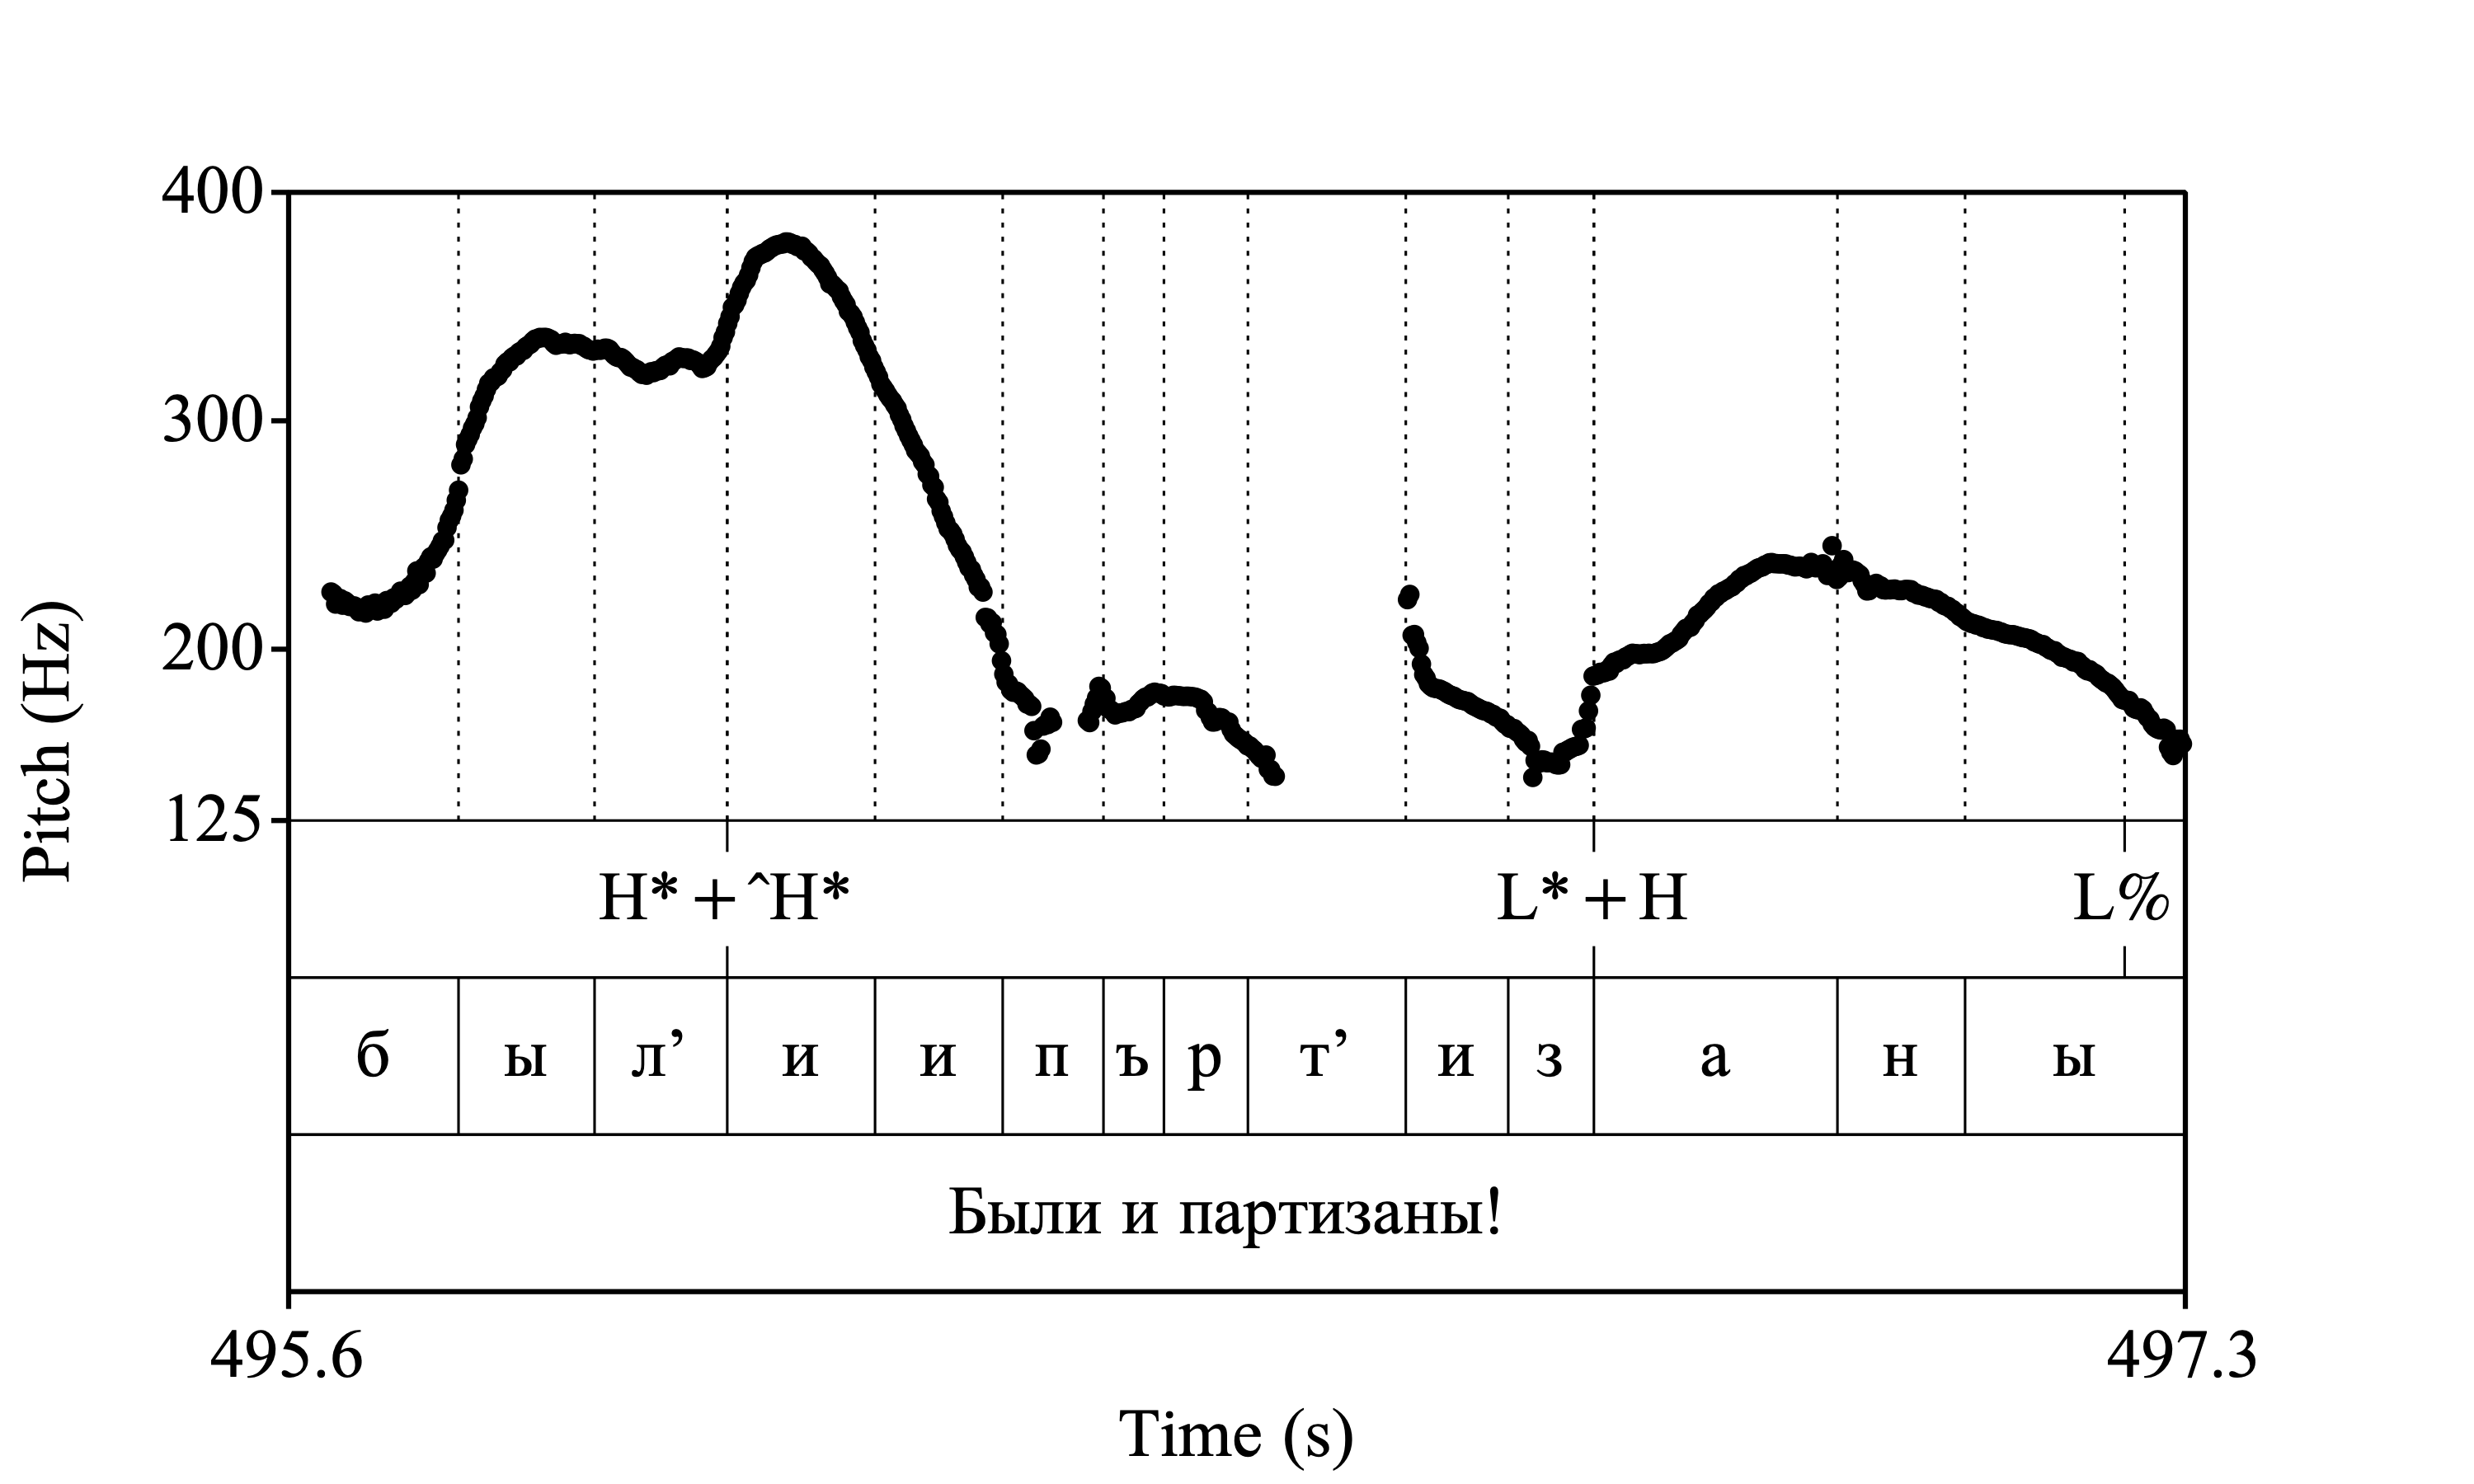 400
300
200
125
Pitch (Hz)
H*+^H* L*+H L%
б ы л’ и и п ъ р т’ и з а н ы
Были и партизаны!
495.6 497.3
Time (s)